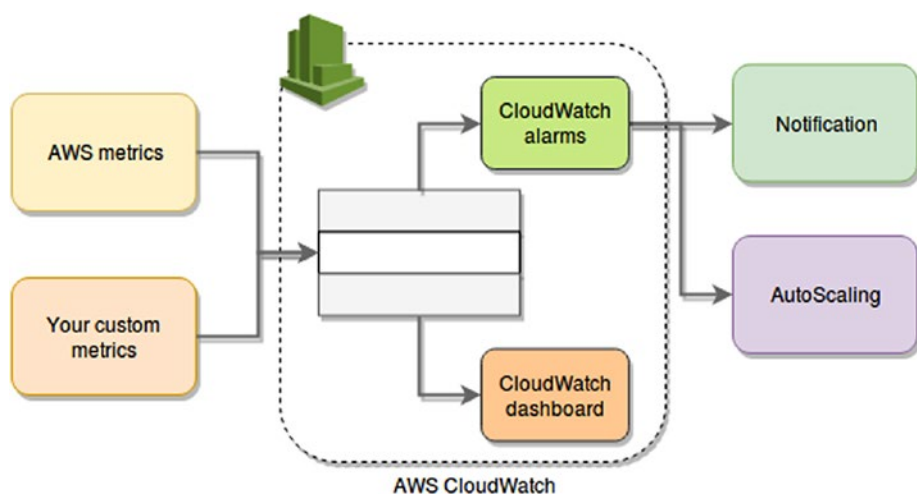 AWS metrics
Your custom
metrics
CloudWatch
alarms
CloudWatch
dashboard
Notification
AutoScaling
AWS CloudWatch